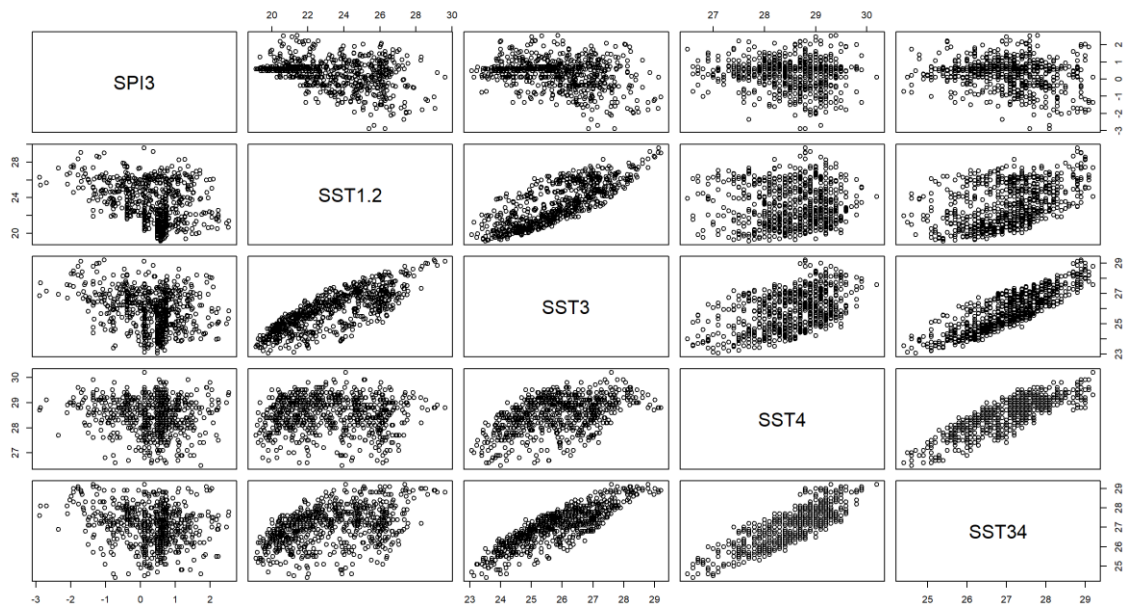 20 22 24 26 28 30
27 28 29 30
SPI3
-3 -2 -1 0 1 2
20 24 28
SST1.2
SST3
23 25 27 29
27 28 29 30
SST4
SST34
25 26 27 28 29
-3 -2 -1 0 1 2
23 24 25 26 27 28 29
25 26 27 28 29